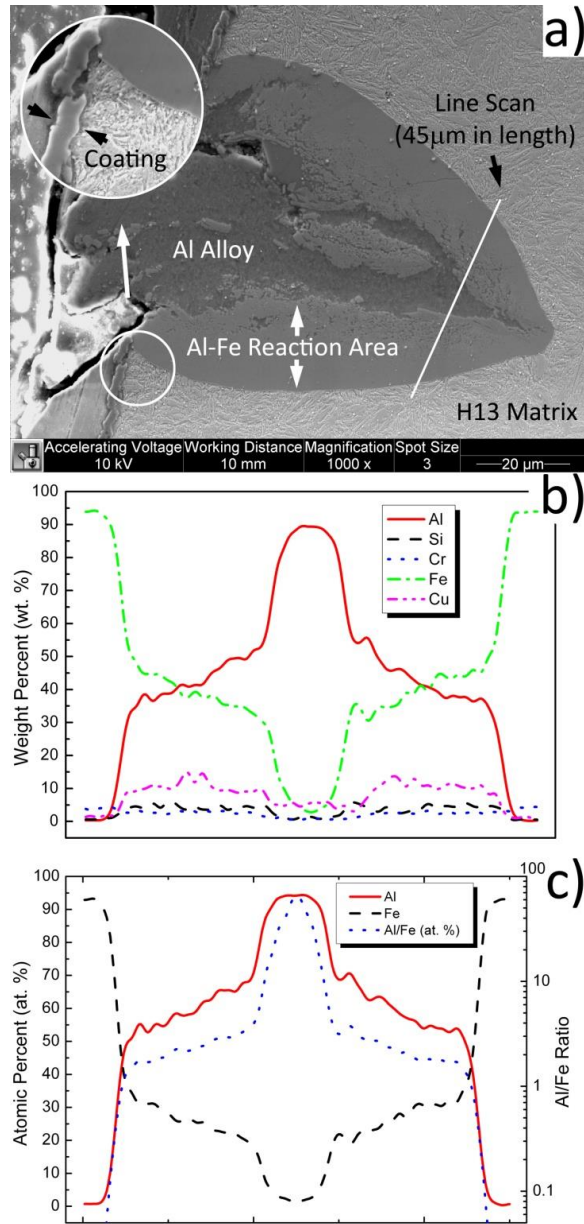 a)
Line Scan
(45μm in length)
Coating
Al Alloy
Al-Fe Reaction Area
H13 Matrix
Accelerating Voltage Working Distance Magnification Spot Size
10 kV 10 mm 1000 x 3 20 μm
b)
100
90
80
70
60
50
40
30
20
10
0
Weight Percent (wt. %)
Al
Si
Cr
Fe
Cu
c)
100
90
80
70
60
50
40
30
20
10
0
Atomic Percent (at. %)
Al
Fe
Al/Fe (at. %)
100
10
1
0.1
Al/Fe Ratio